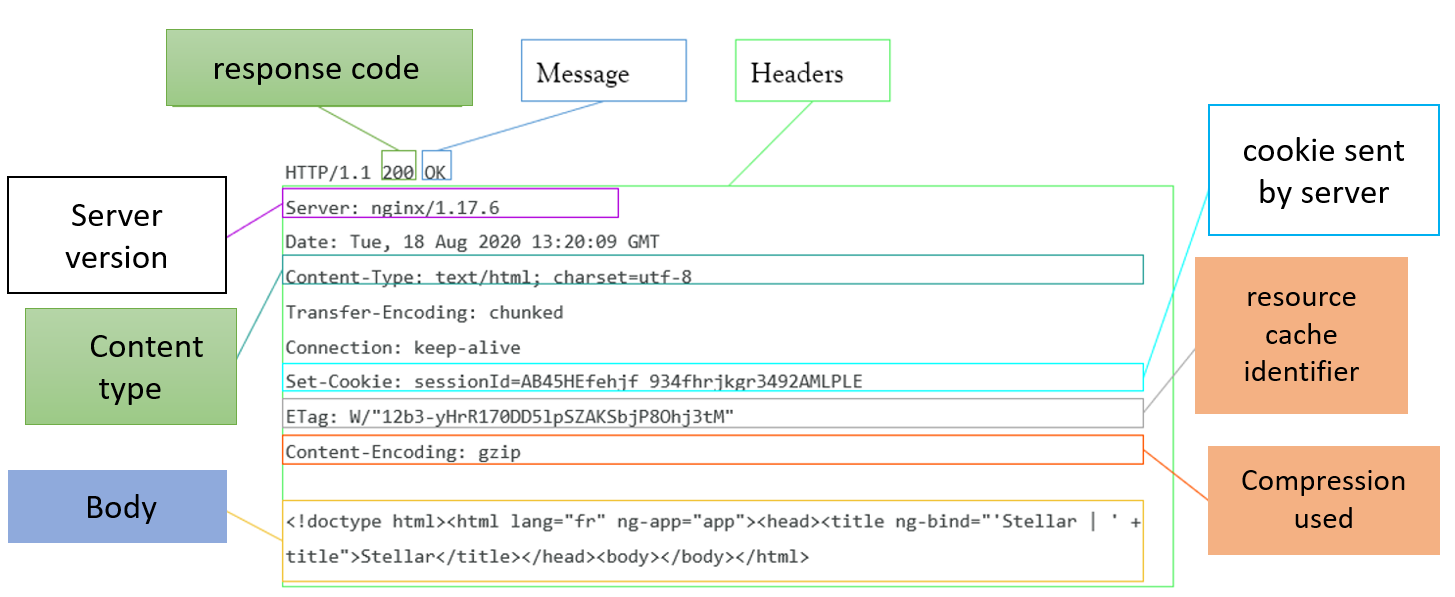 response code
Message
Headers
HTTP/1.1 200 OK
Server: nginx/1.17.6
Date: Tue, 18 Aug 2020 13:20:09 GMT
Content-Type: text/html; charset=utf-8
Transfer-Encoding: chunked
Connection: keep-alive
Set-Cookie: sessionId=AB45HEfehjf 934fhrjkgr3492AMLPLE
ETag: W/"12b3-yHrR170DD5lpSZAKSbjP8Ohj3tM"
Content-Encoding: gzip
<!doctype html><html lang="fr" ng-app="app"><head><title ng-bind="'Stellar | ' +
title">Stellar</title></head><body></body></html>
Server
version
Content
type
Body
cookie sent
by server
resource
cache
identifier
Compression
used